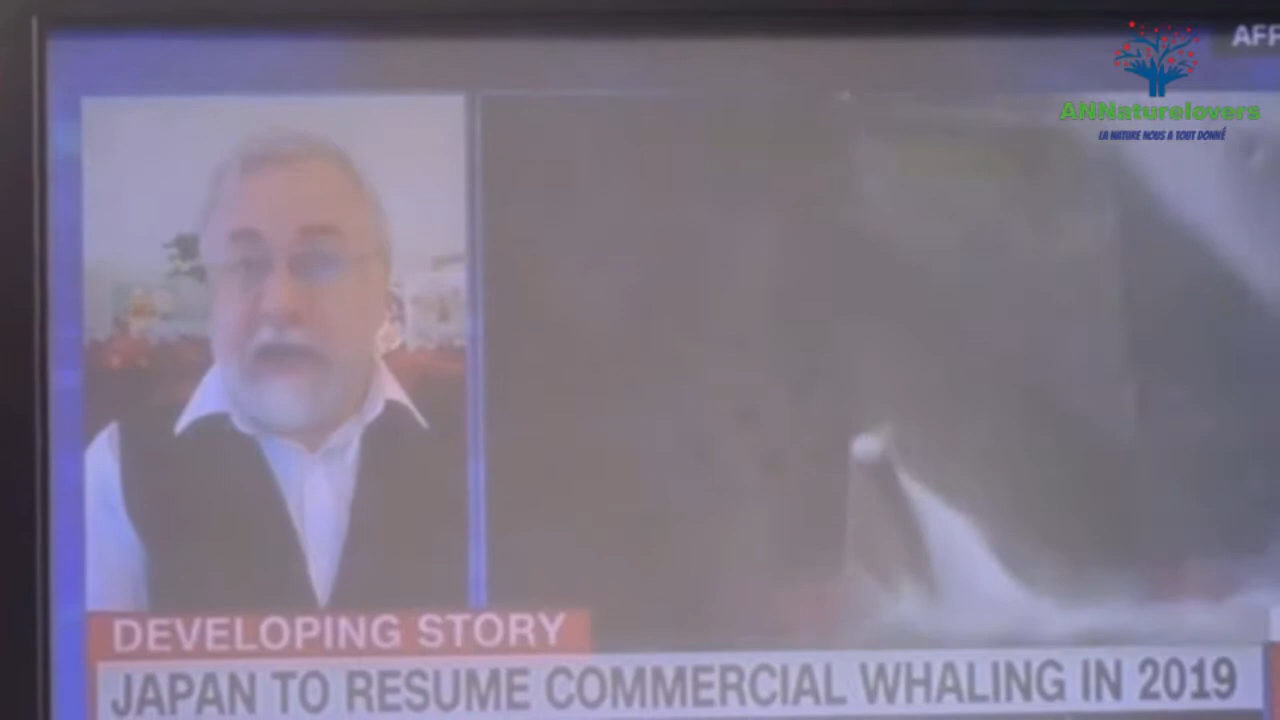 AFP
ANNaturelovers
LA NATURE NOUS A TOUT DONNÉ
DEVELOPING STORY
JAPAN TO RESUME COMMERCIAL WHALING IN 2019